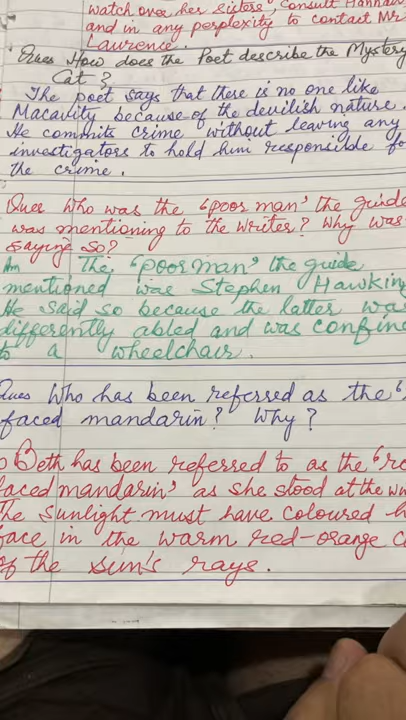 watch over her sisters, consult Hannah
and in any perplexity to contact Mr.
Laurence.
Ques How does the Poet describe the Mystery
Cat?
The poet says that there is no one like
Macavity because of the devilish nature.
He commits crime without leaving any
investigators to hold him responsible fo
the crime.
Ques Who was the 'poor man' the guide
was mentioning to the writer? Why was
saying so?
An The 'poor man' the guide
mentioned was Stephen Hawking
He said so because the latter was
differently abled and was confine
to a wheelchair.
Ques Who has been referred as the '
faced mandarin? Why?
Beth has been referred to as the 'ro
faced mandarin' as she stood at the wi
The sunlight must have coloured h
face in the warm red-orange c
of the sun's rays.